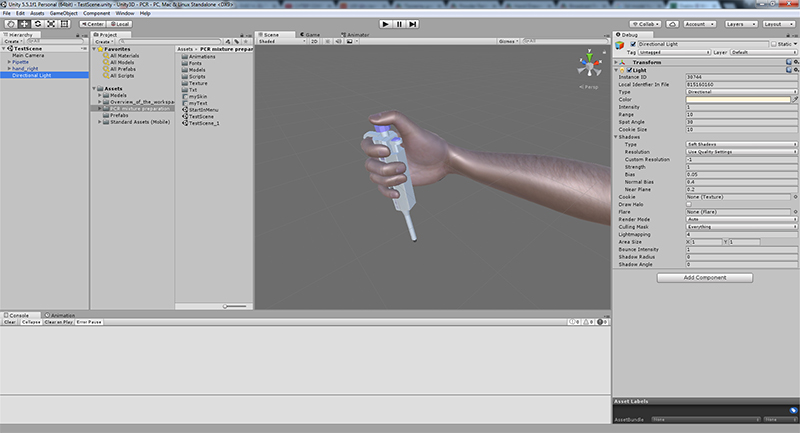 Unity 5.5.1f1 Personal (64bit) - TestScene.unity - Unity3D - PCR - PC, Mac & Linux Standalone <DX9>
File Edit Assets GameObject Component Window Help
Center Local Collab Account Layers Layout
Hierarchy
Create All
TestScene
Main Camera
Pipette
hand_right
Directional Light
Project
Create
Favorites
All Materials
All Models
All Prefabs
All Scripts
Assets
Models
Overview_of_the_workspa
PCR mixture preparation
Prefabs
Standard Assets (Mobile)
Assets PCR mixture preparat
Animations
Fonts
Models
Scripts
Texture
Txt
mySkin
myText
StartInMenu
TestScene
TestScene_1
Scene Game Animator
Shaded 2D Gizmos All
y
Persp
Debug
Directional Light Static
Tag Untagged Layer Default
Transform
Light
Instance ID 30766
Local Identifier In File 815160160
Type Directional
Color
Intensity 1
Range 10
Spot Angle 30
Cookie Size 10
Shadows
Type Soft Shadows
Resolution Use Quality Settings
Custom Resolution -1
Strength 1
Bias 0.05
Normal Bias 0.4
Near Plane 0.2
Cookie None (Texture)
Draw Halo
Flare None (Flare)
Render Mode Auto
Culling Mask Everything
Lightmapping 4
Area Size X 1 Y 1
Bounce Intensity 1
Shadow Radius 0
Shadow Angle 0
Add Component
Console Animation
Clear Collapse Clear on Play Error Pause 0 0 0
Asset Labels
AssetBundle None None